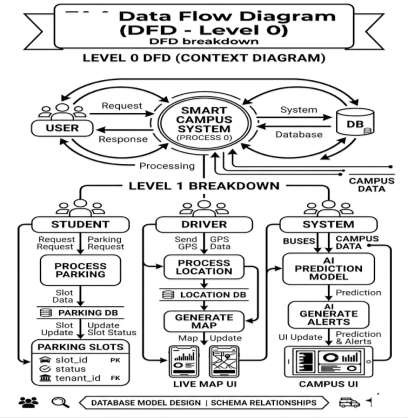 Data Flow Diagram
(DFD - Level 0)
DFD breakdown
LEVEL 0 DFD (CONTEXT DIAGRAM)
Request
SMART
CAMPUS
SYSTEM
(PROCESS 0)
System
USER
DB
Response
Database
Processing
CAMPUS
DATA
LEVEL 1 BREAKDOWN
STUDENT
DRIVER
SYSTEM
Request Parking
Request Request
Send GPS
GPS Data
BUSES
CAMPUS
DATA
PROCESS
PARKING
PROCESS
LOCATION
AI
PREDICTION
MODEL
Slot
Data
Prediction
PARKING DB
LOCATION DB
AI
GENERATE
ALERTS
Slot Update
Update Slot Status
GENERATE
MAP
Map Update
UI Update
Prediction
& Alerts
PARKING SLOTS
slot_id PK
status
tenant_id FK
LIVE MAP UI
CAMPUS UI
DATABASE MODEL DESIGN | SCHEMA RELATIONSHIPS